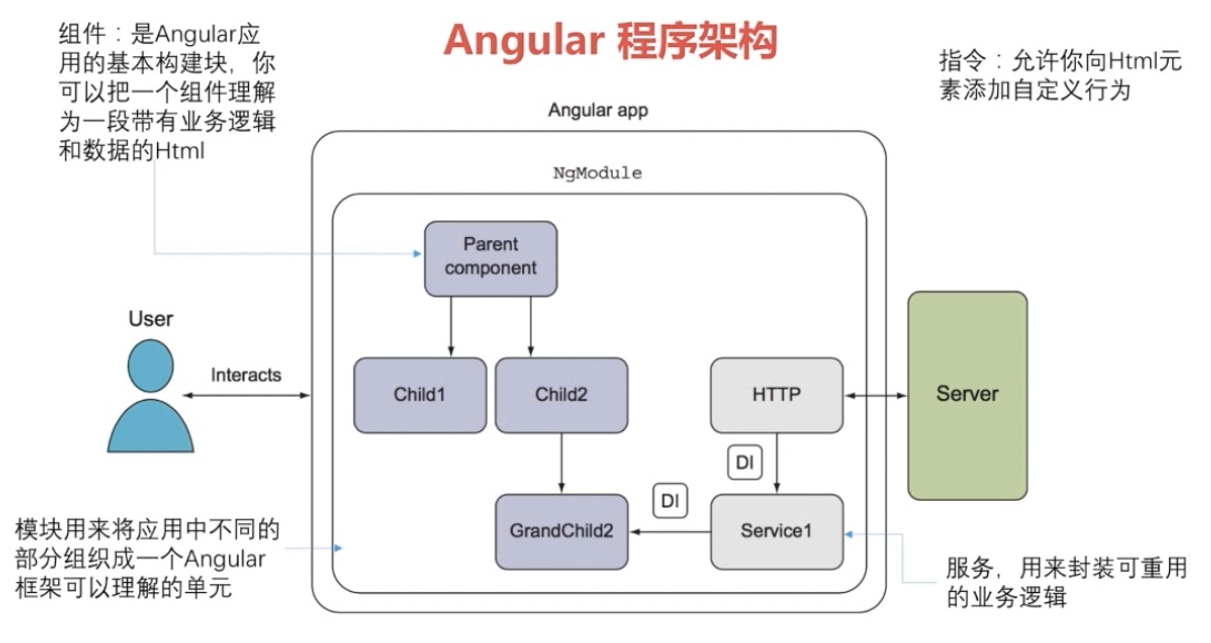 Angular 程序架构
组件：是Angular应
用的基本构建块，你
可以把一个组件理解
为一段带有业务逻辑
和数据的Html
指令：允许你向Html元
素添加自定义行为
Angular app
NgModule
Parent
component
User
Interacts
Child1
Child2
HTTP
Server
DI
DI
GrandChild2
Service1
模块用来将应用中不同的
部分组织成一个Angular
框架可以理解的单元
服务，用来封装可重用
的业务逻辑